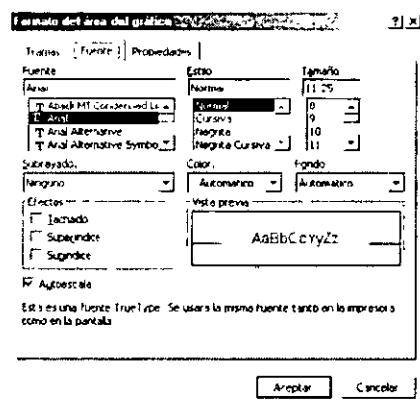 Formato del área del gráfico ? x
Tramas Fuente Propiedades
Fuente Estilo Tamaño
Arial Normal 11.25
Abadi MT Condensed Normal 8
Arial Cursiva 9
Arial Alternative Negrita 10
Arial Alternative Symbo Negrita Cursiva 11
Subrayado: Color: Fondo
Ninguno Automático Automático
Efectos Vista previa
Tachado
Superíndice AaBbCcYyZz
Subíndice
Autoescala
Esta es una fuente TrueType. Se usara la misma fuente tanto en la impresora
como en la pantalla
Aceptar Cancelar